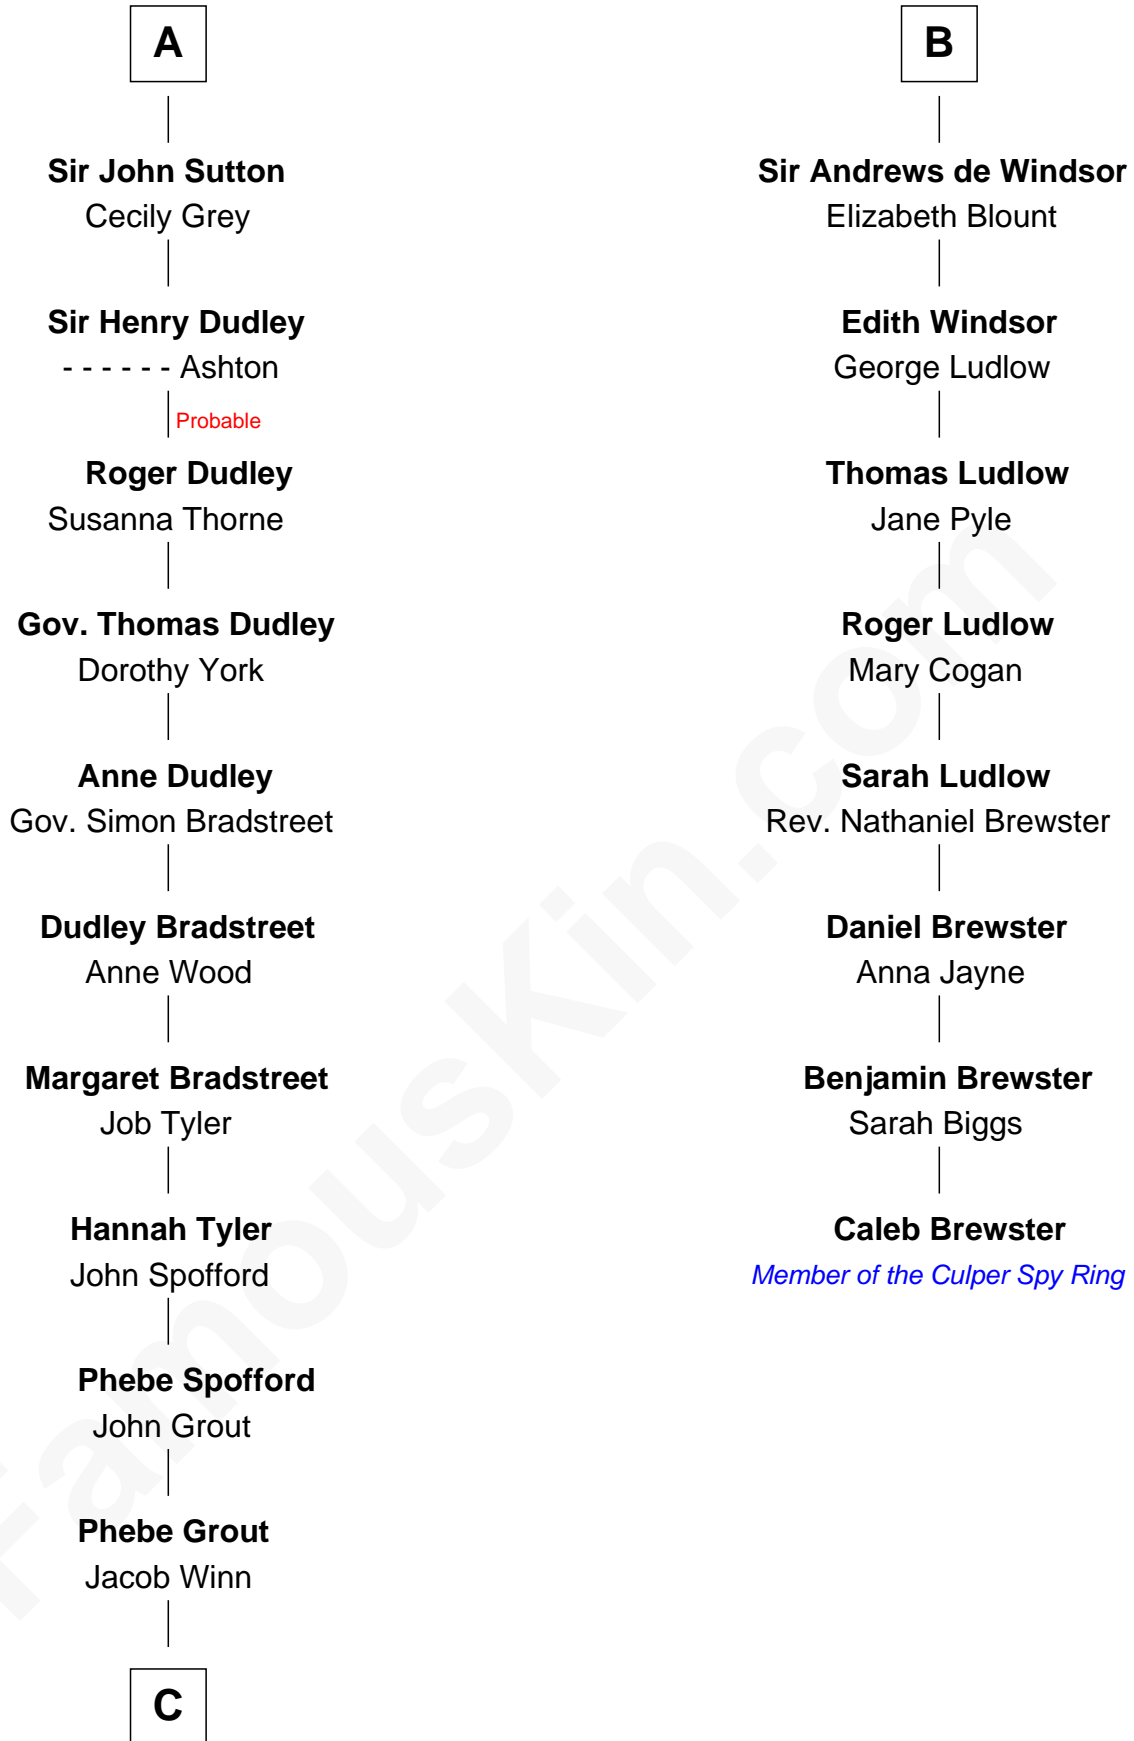 A
Sir John Sutton
Cecily Grey
Sir Henry Dudley
- - - - - - Ashton
Probable
Roger Dudley
Susanna Thorne
Gov. Thomas Dudley
Dorothy York
Anne Dudley
Gov. Simon Bradstreet
Dudley Bradstreet
Anne Wood
Margaret Bradstreet
Job Tyler
Hannah Tyler
John Spofford
Phebe Spofford
John Grout
Phebe Grout
Jacob Winn
C
B
Sir Andrews de Windsor
Elizabeth Blount
Edith Windsor
George Ludlow
Thomas Ludlow
Jane Pyle
Roger Ludlow
Mary Cogan
Sarah Ludlow
Rev. Nathaniel Brewster
Daniel Brewster
Anna Jayne
Benjamin Brewster
Sarah Biggs
Caleb Brewster
Member of the Culper Spy Ring
FamousKin.com